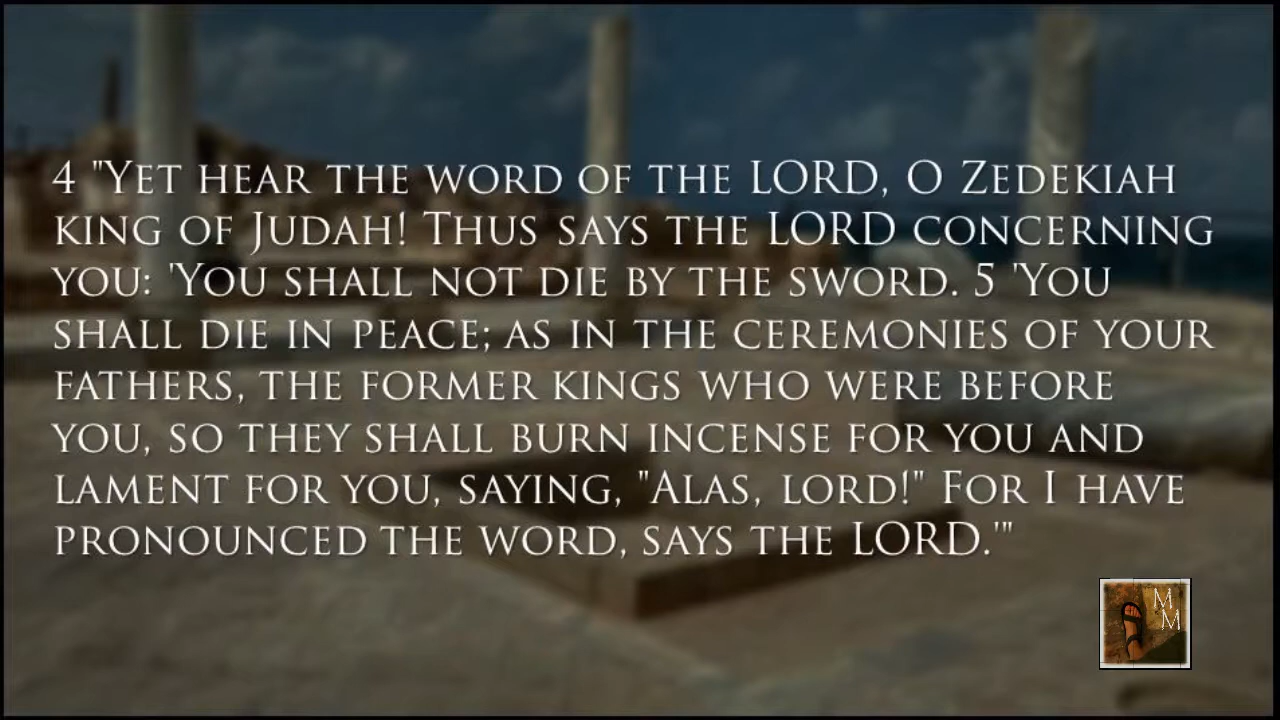 4 "Yet hear the word of the LORD, O Zedekiah
king of Judah! Thus says the LORD concerning
you: 'You shall not die by the sword. 5 'You
shall die in peace; as in the ceremonies of your
fathers, the former kings who were before
you, so they shall burn incense for you and
lament for you, saying, "Alas, lord!" For I have
pronounced the word, says the LORD.'"
M
M